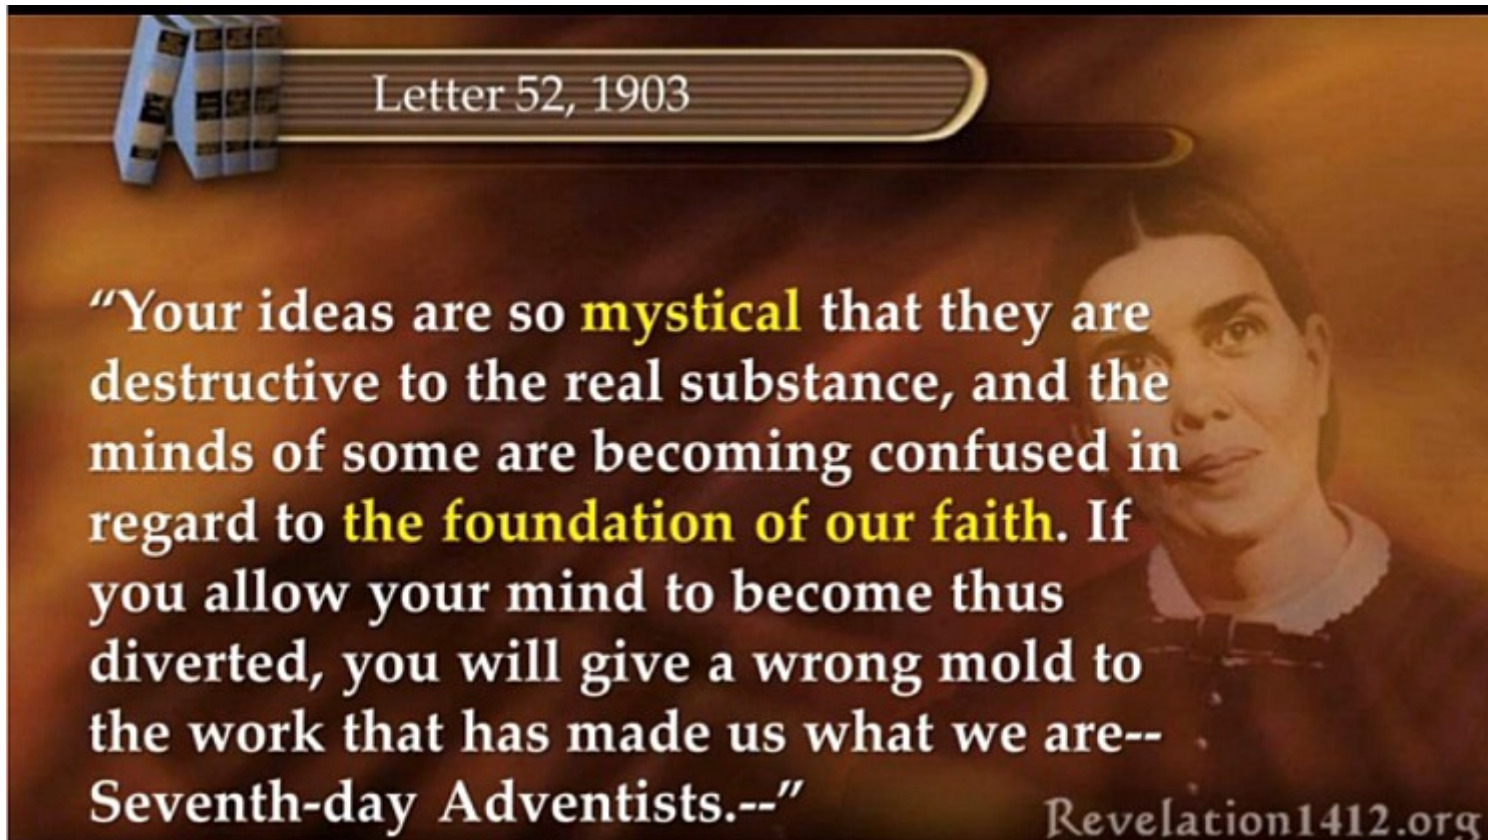 Letter 52, 1903
“Your ideas are so mystical that they are
destructive to the real substance, and the
minds of some are becoming confused in
regard to the foundation of our faith. If
you allow your mind to become thus
diverted, you will give a wrong mold to
the work that has made us what we are--
Seventh-day Adventists.--”
Revelation1412.org